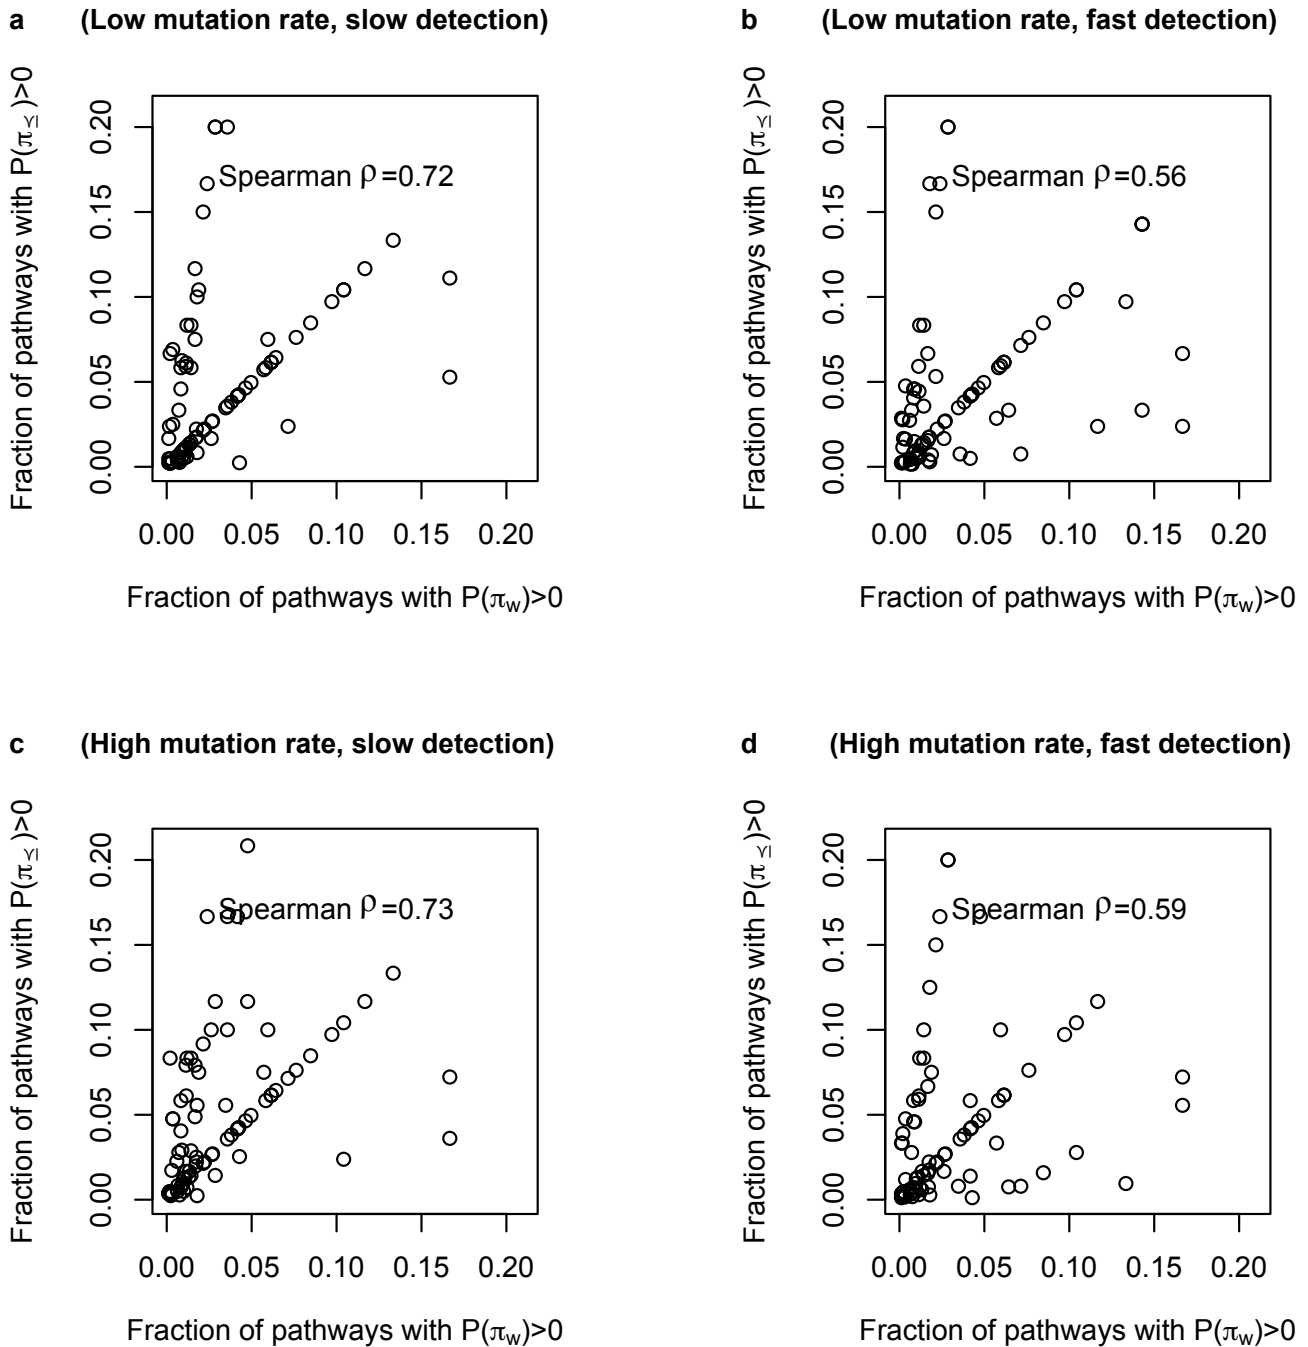 a (Low mutation rate, slow detection)
Fraction of pathways with P(π≼)>0
0.20
0.15
0.10
0.05
0.00
Spearman ρ=0.72
0.00 0.05 0.10 0.15 0.20
Fraction of pathways with P(πw)>0
b (Low mutation rate, fast detection)
Fraction of pathways with P(π≼)>0
0.20
0.15
0.10
0.05
0.00
Spearman ρ=0.56
0.00 0.05 0.10 0.15 0.20
Fraction of pathways with P(πw)>0
c (High mutation rate, slow detection)
Fraction of pathways with P(π≼)>0
0.20
0.15
0.10
0.05
0.00
Spearman ρ=0.73
0.00 0.05 0.10 0.15 0.20
Fraction of pathways with P(πw)>0
d (High mutation rate, fast detection)
Fraction of pathways with P(π≼)>0
0.20
0.15
0.10
0.05
0.00
Spearman ρ=0.59
0.00 0.05 0.10 0.15 0.20
Fraction of pathways with P(πw)>0